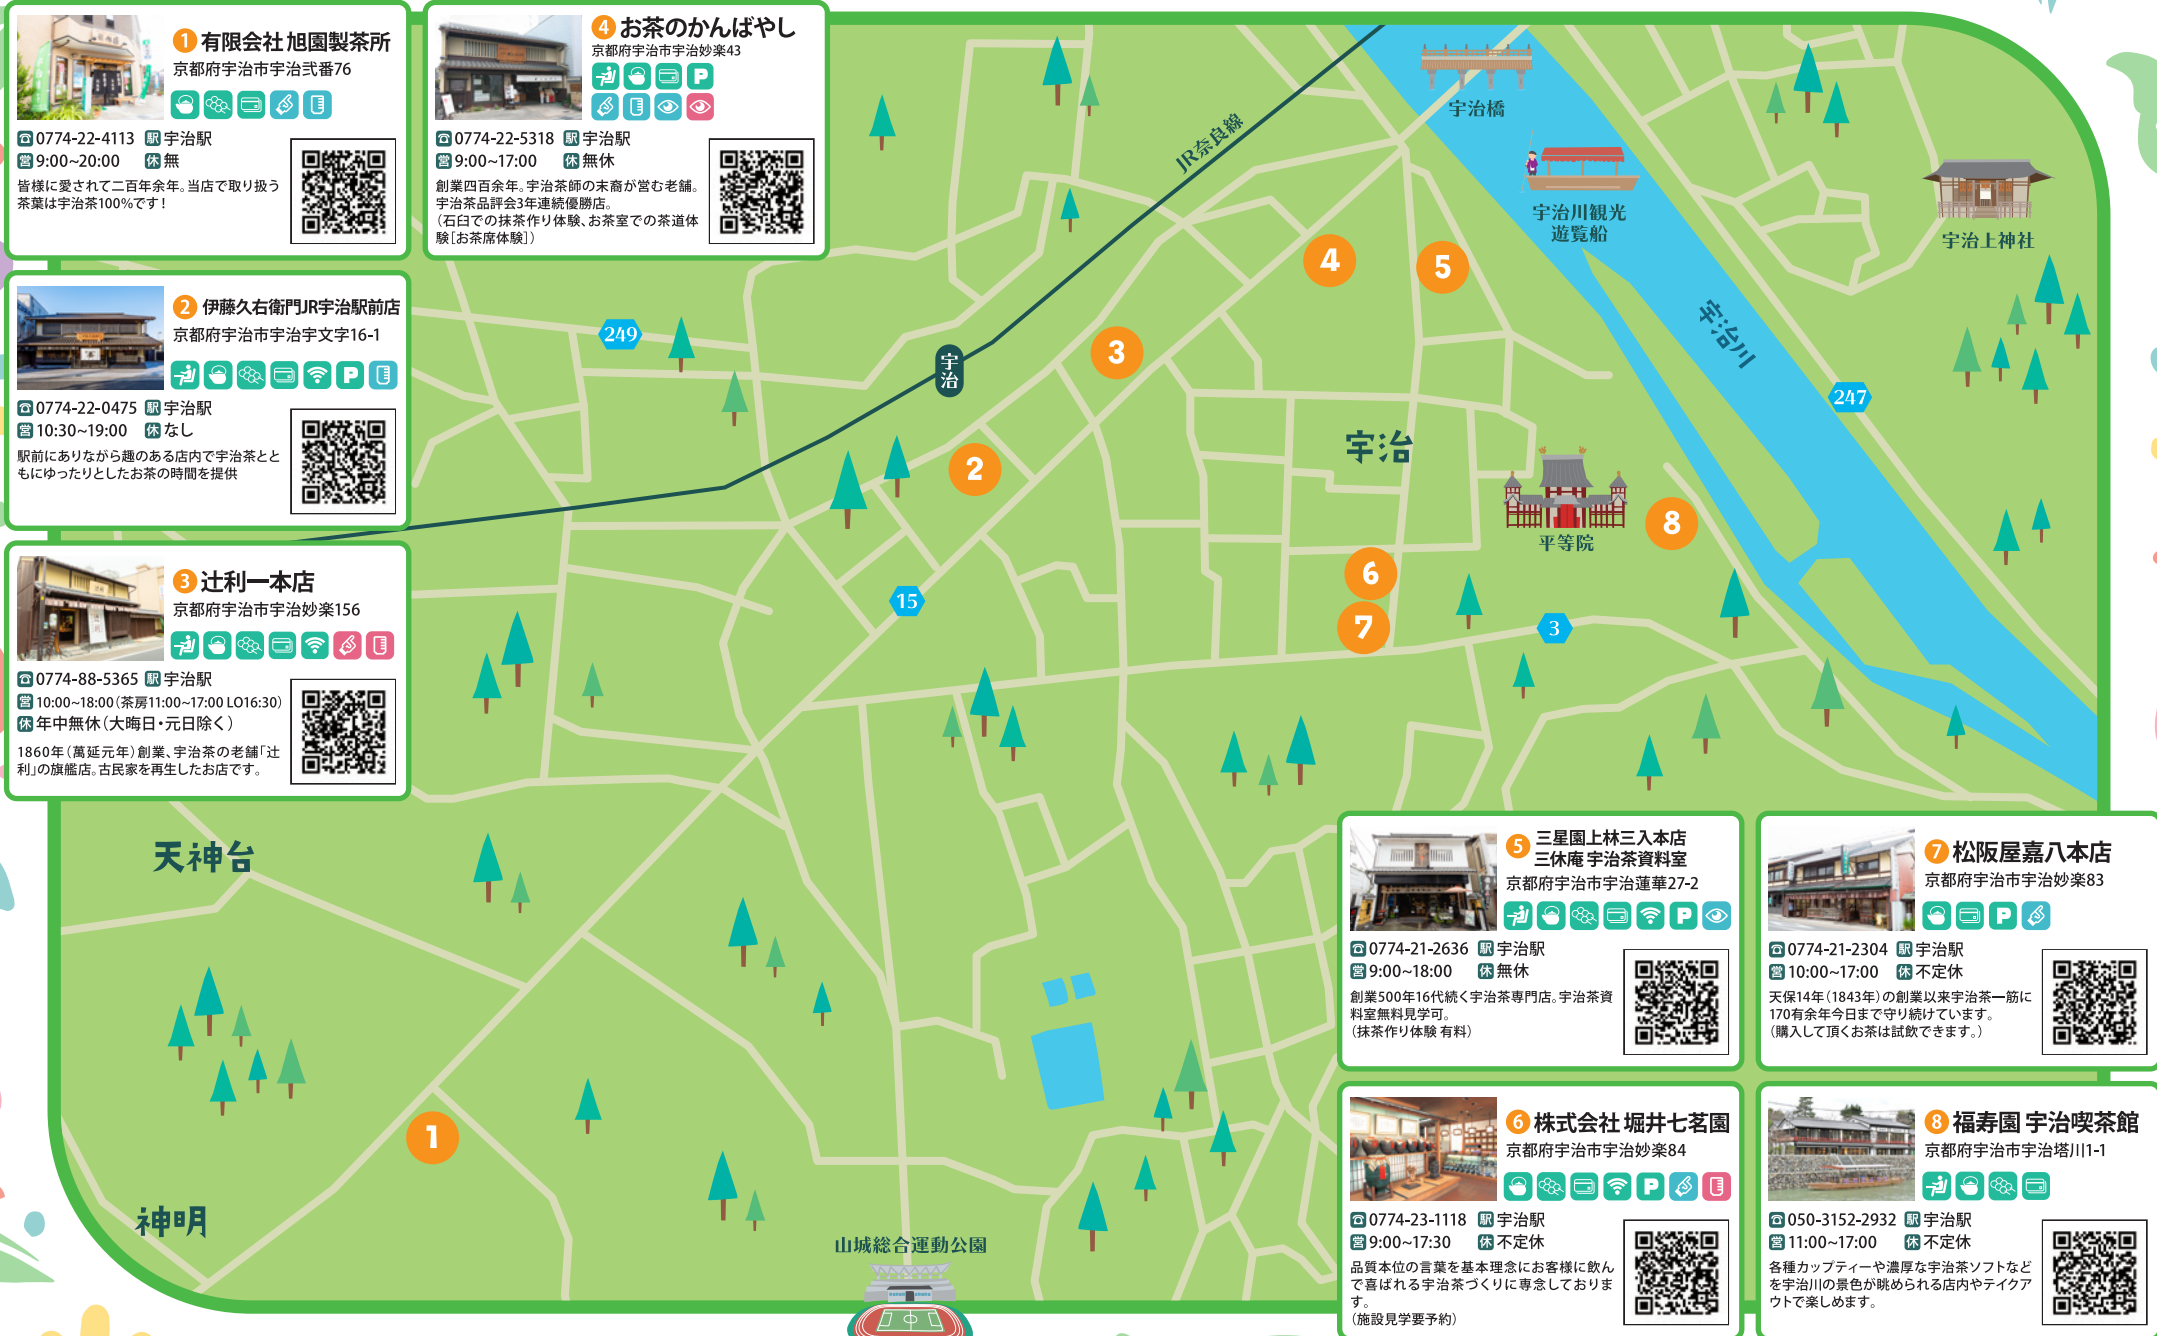 1 有限会社 旭園製茶所
京都府宇治市宇治弐番76
0774-22-4113 駅 宇治駅
営 9:00~20:00 休 無
皆様に愛されて二百年余年。当店で取り扱う
茶葉は宇治茶100%です！
4 お茶のかんばやし
京都府宇治市宇治妙楽43
P
0774-22-5318 駅 宇治駅
営 9:00~17:00 休 無休
創業四百余年。宇治茶師の末裔が営む老舗。
宇治茶品評会3年連続優勝店。
（石臼での抹茶作り体験、お茶室での茶道体
験［お茶席体験］）
2 伊藤久右衛門JR宇治駅前店
京都府宇治市宇治宇文字16-1
P
0774-22-0475 駅 宇治駅
営 10:30~19:00 休 なし
駅前にありながら趣のある店内で宇治茶とと
もにゆったりとしたお茶の時間を提供
3 辻利一本店
京都府宇治市宇治妙楽156
0774-88-5365 駅 宇治駅
営 10:00~18:00（茶房11:00~17:00 LO16:30）
休 年中無休（大晦日・元日除く）
1860年（萬延元年）創業、宇治茶の老舗「辻
利」の旗艦店。古民家を再生したお店です。
JR奈良線
宇治橋
宇治川観光
遊覧船
宇治上神社
宇治川
4
5
3
249
宇治
247
宇治
2
平等院
8
6
15
7
3
天神台
1
神明
山城総合運動公園
5 三星園上林三入本店
三休庵 宇治茶資料室
京都府宇治市宇治蓮華27-2
P
0774-21-2636 駅 宇治駅
営 9:00~18:00 休 無休
創業500年16代続く宇治茶専門店。宇治茶資
料室無料見学可。
（抹茶作り体験 有料）
7 松阪屋嘉八本店
京都府宇治市宇治妙楽83
P
0774-21-2304 駅 宇治駅
営 10:00~17:00 休 不定休
天保14年（1843年）の創業以来宇治茶一筋に
170有余年今日まで守り続けています。
（購入して頂くお茶は試飲できます。）
6 株式会社 堀井七茗園
京都府宇治市宇治妙楽84
P
0774-23-1118 駅 宇治駅
営 9:00~17:30 休 不定休
品質本位の言葉を基本理念にお客様に飲ん
で喜ばれる宇治茶づくりに専念しておりま
す。
（施設見学要予約）
8 福寿園 宇治喫茶館
京都府宇治市宇治塔川1-1
050-3152-2932 駅 宇治駅
営 11:00~17:00 休 不定休
各種カップティーや濃厚な宇治茶ソフトなど
を宇治川の景色が眺められる店内やテイクア
ウトで楽しめます。